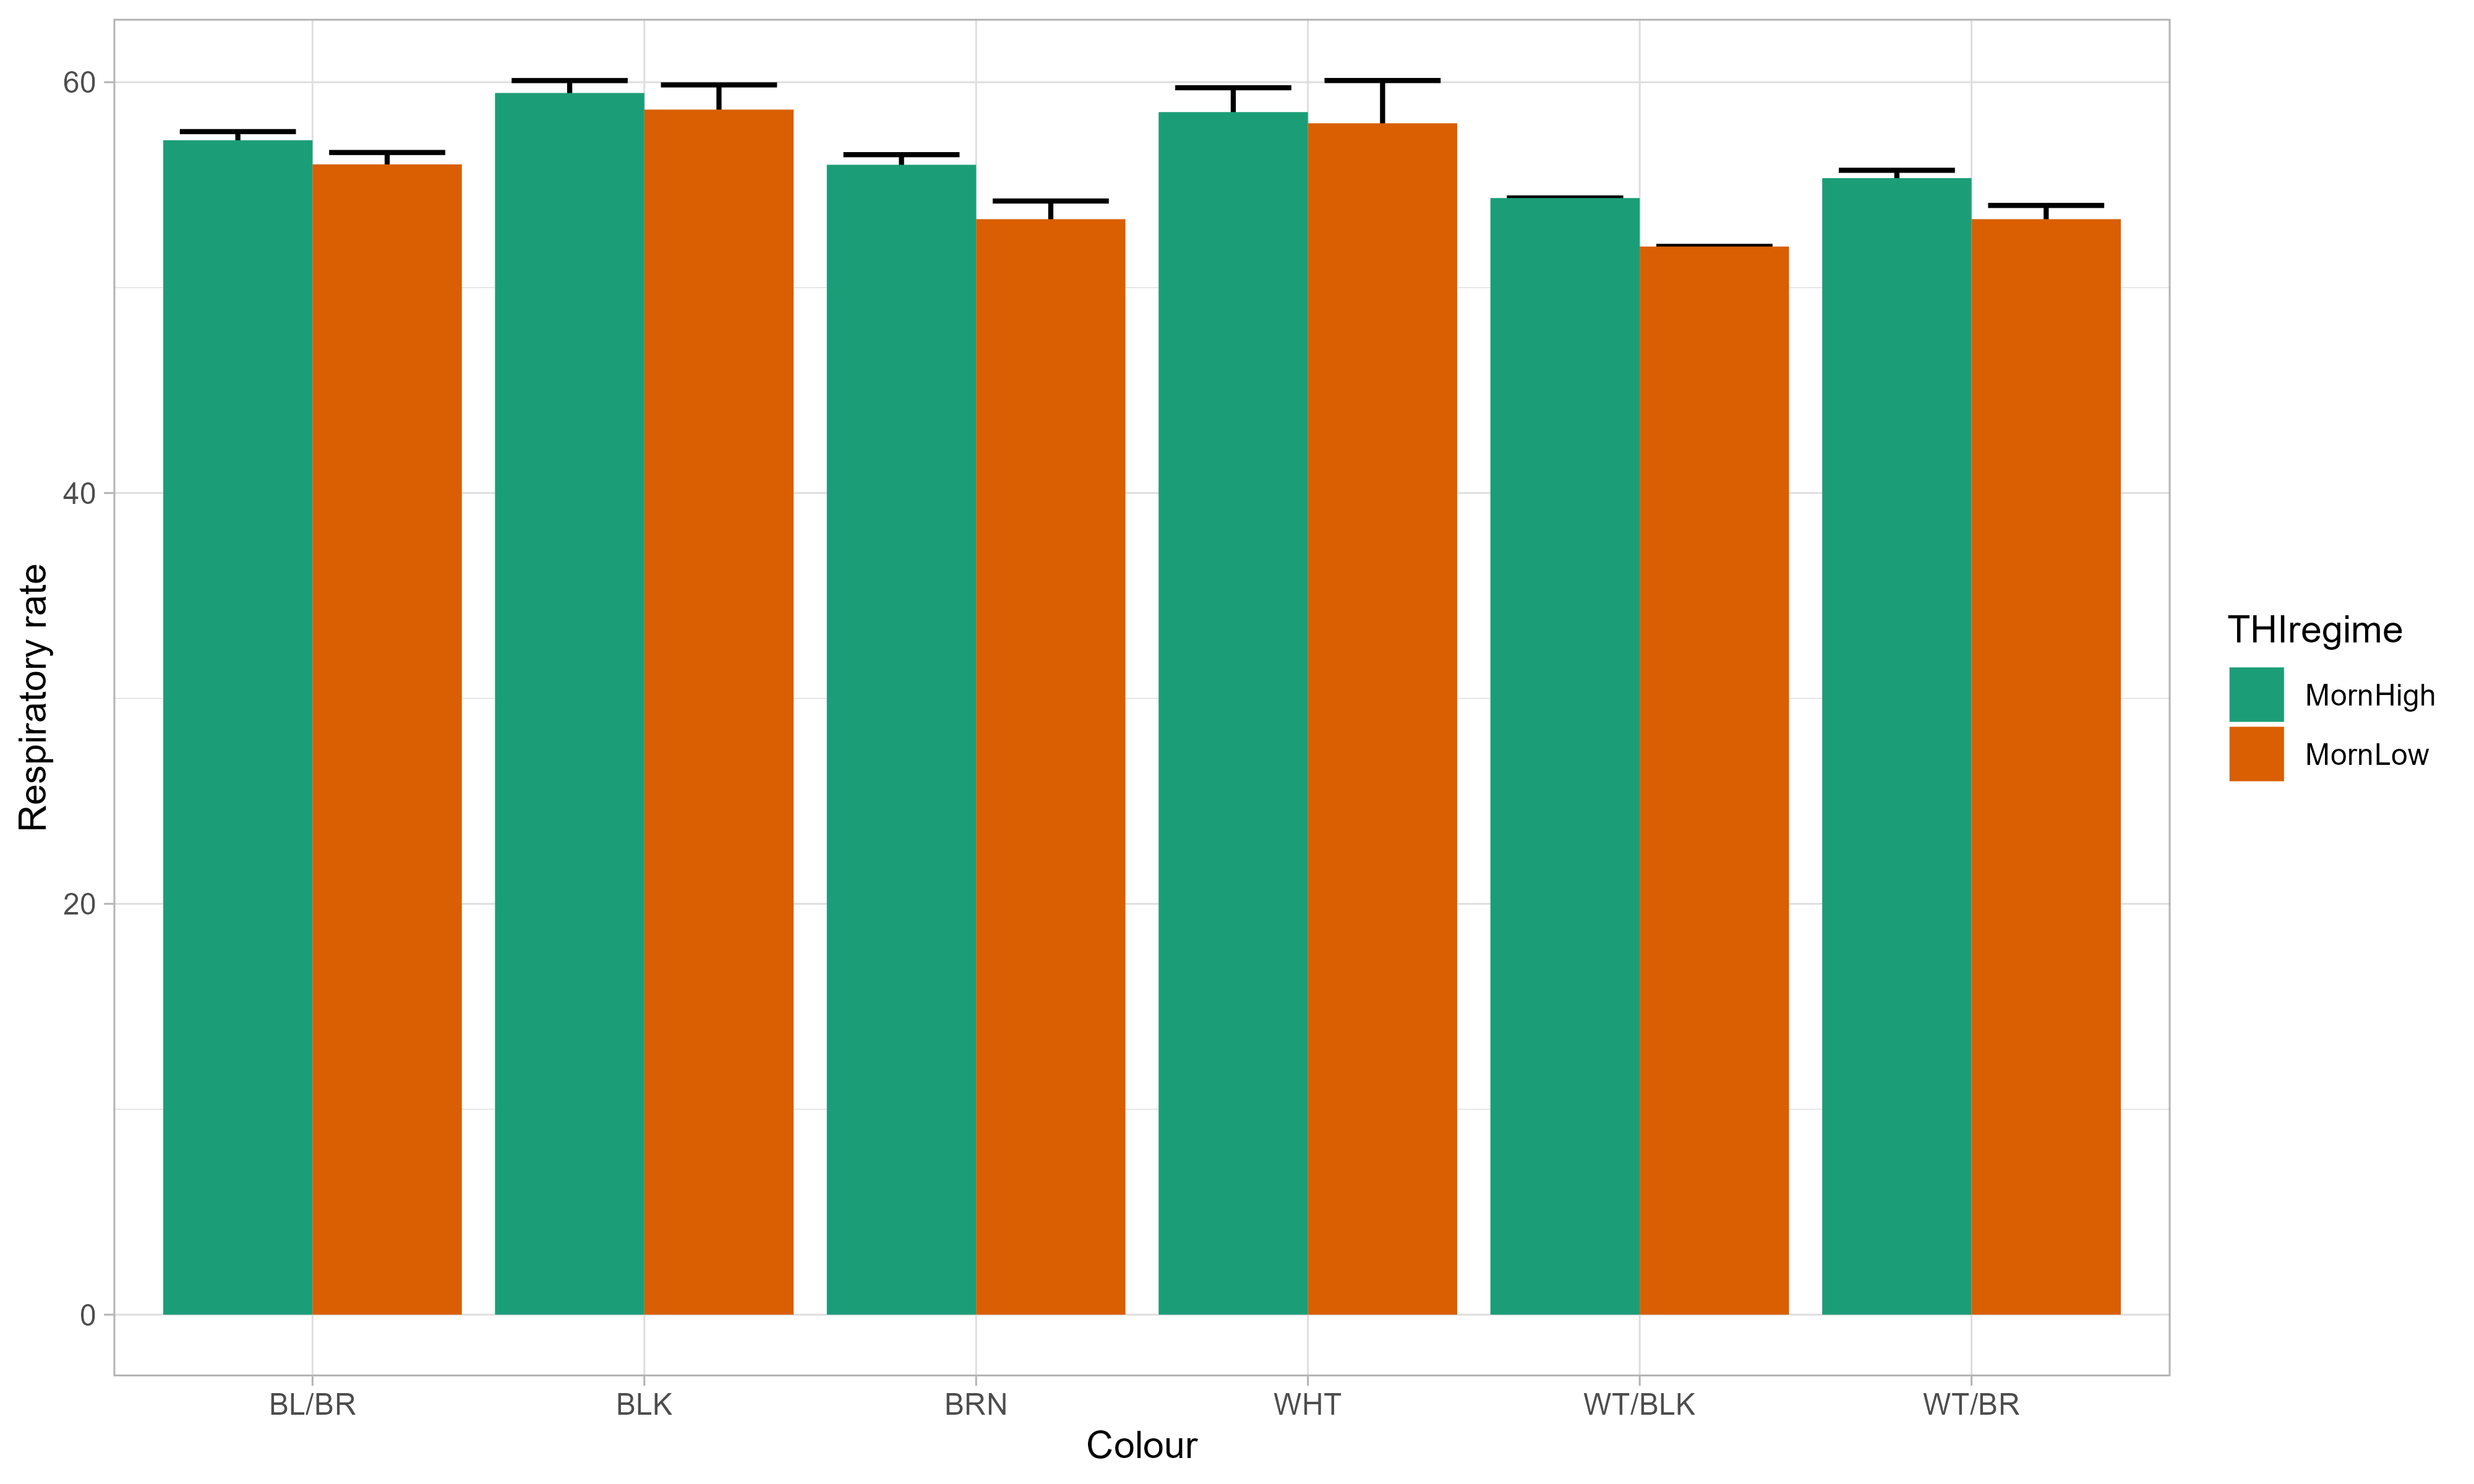 60
40
20
0
Respiratory rate
BL/BR BLK BRN WHT WT/BLK WT/BR
Colour
THIregime
MornHigh
MornLow